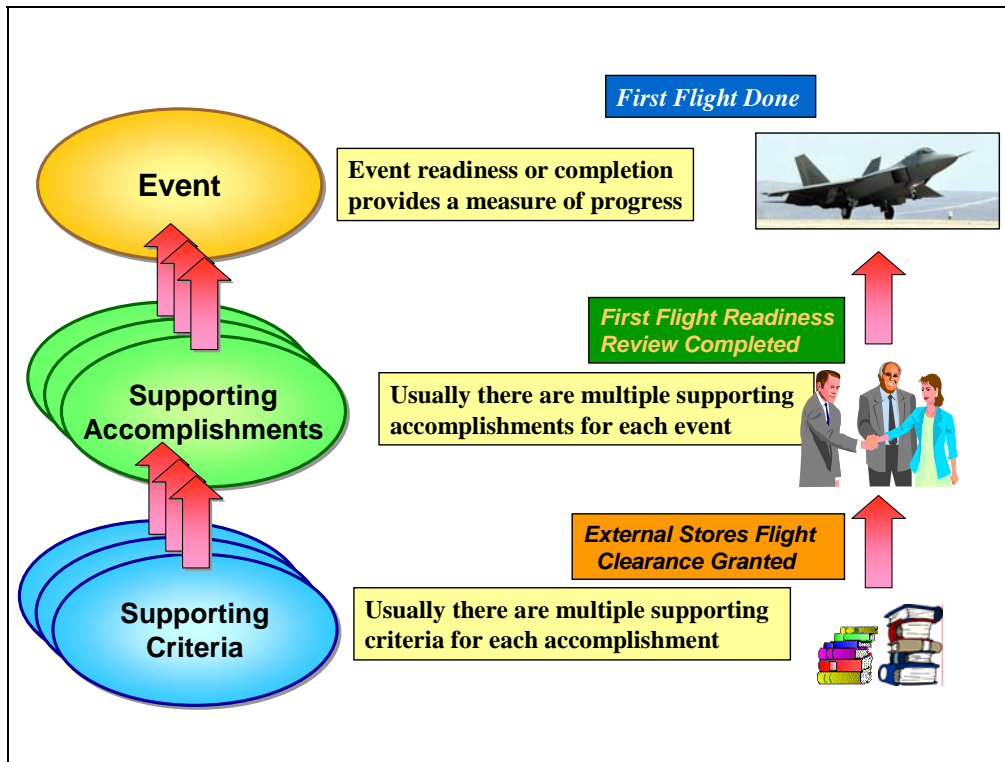 First Flight Done
Event
Event readiness or completion
provides a measure of progress
First Flight Readiness
Review Completed
Supporting
Accomplishments
Usually there are multiple supporting
accomplishments for each event
External Stores Flight
Clearance Granted
Supporting
Criteria
Usually there are multiple supporting
criteria for each accomplishment